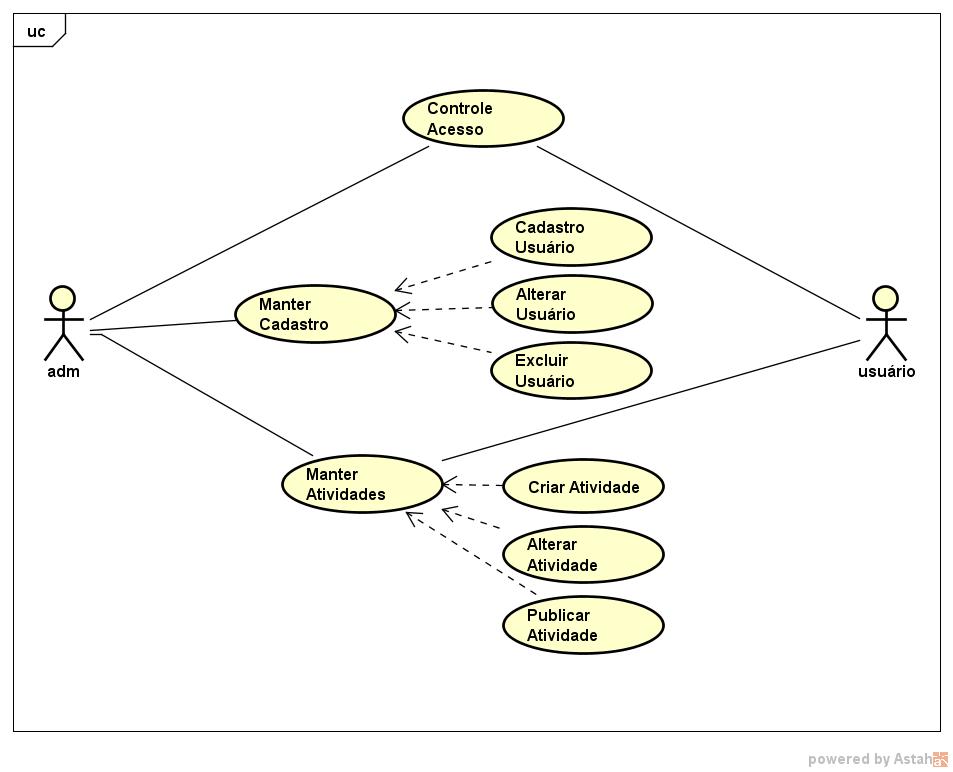 uc
Controle
Acesso
Cadastro
Usuário
Manter
Cadastro
Alterar
Usuário
Excluir
Usuário
adm
usuário
Manter
Atividades
Criar Atividade
Alterar
Atividade
Publicar
Atividade
powered by Astah